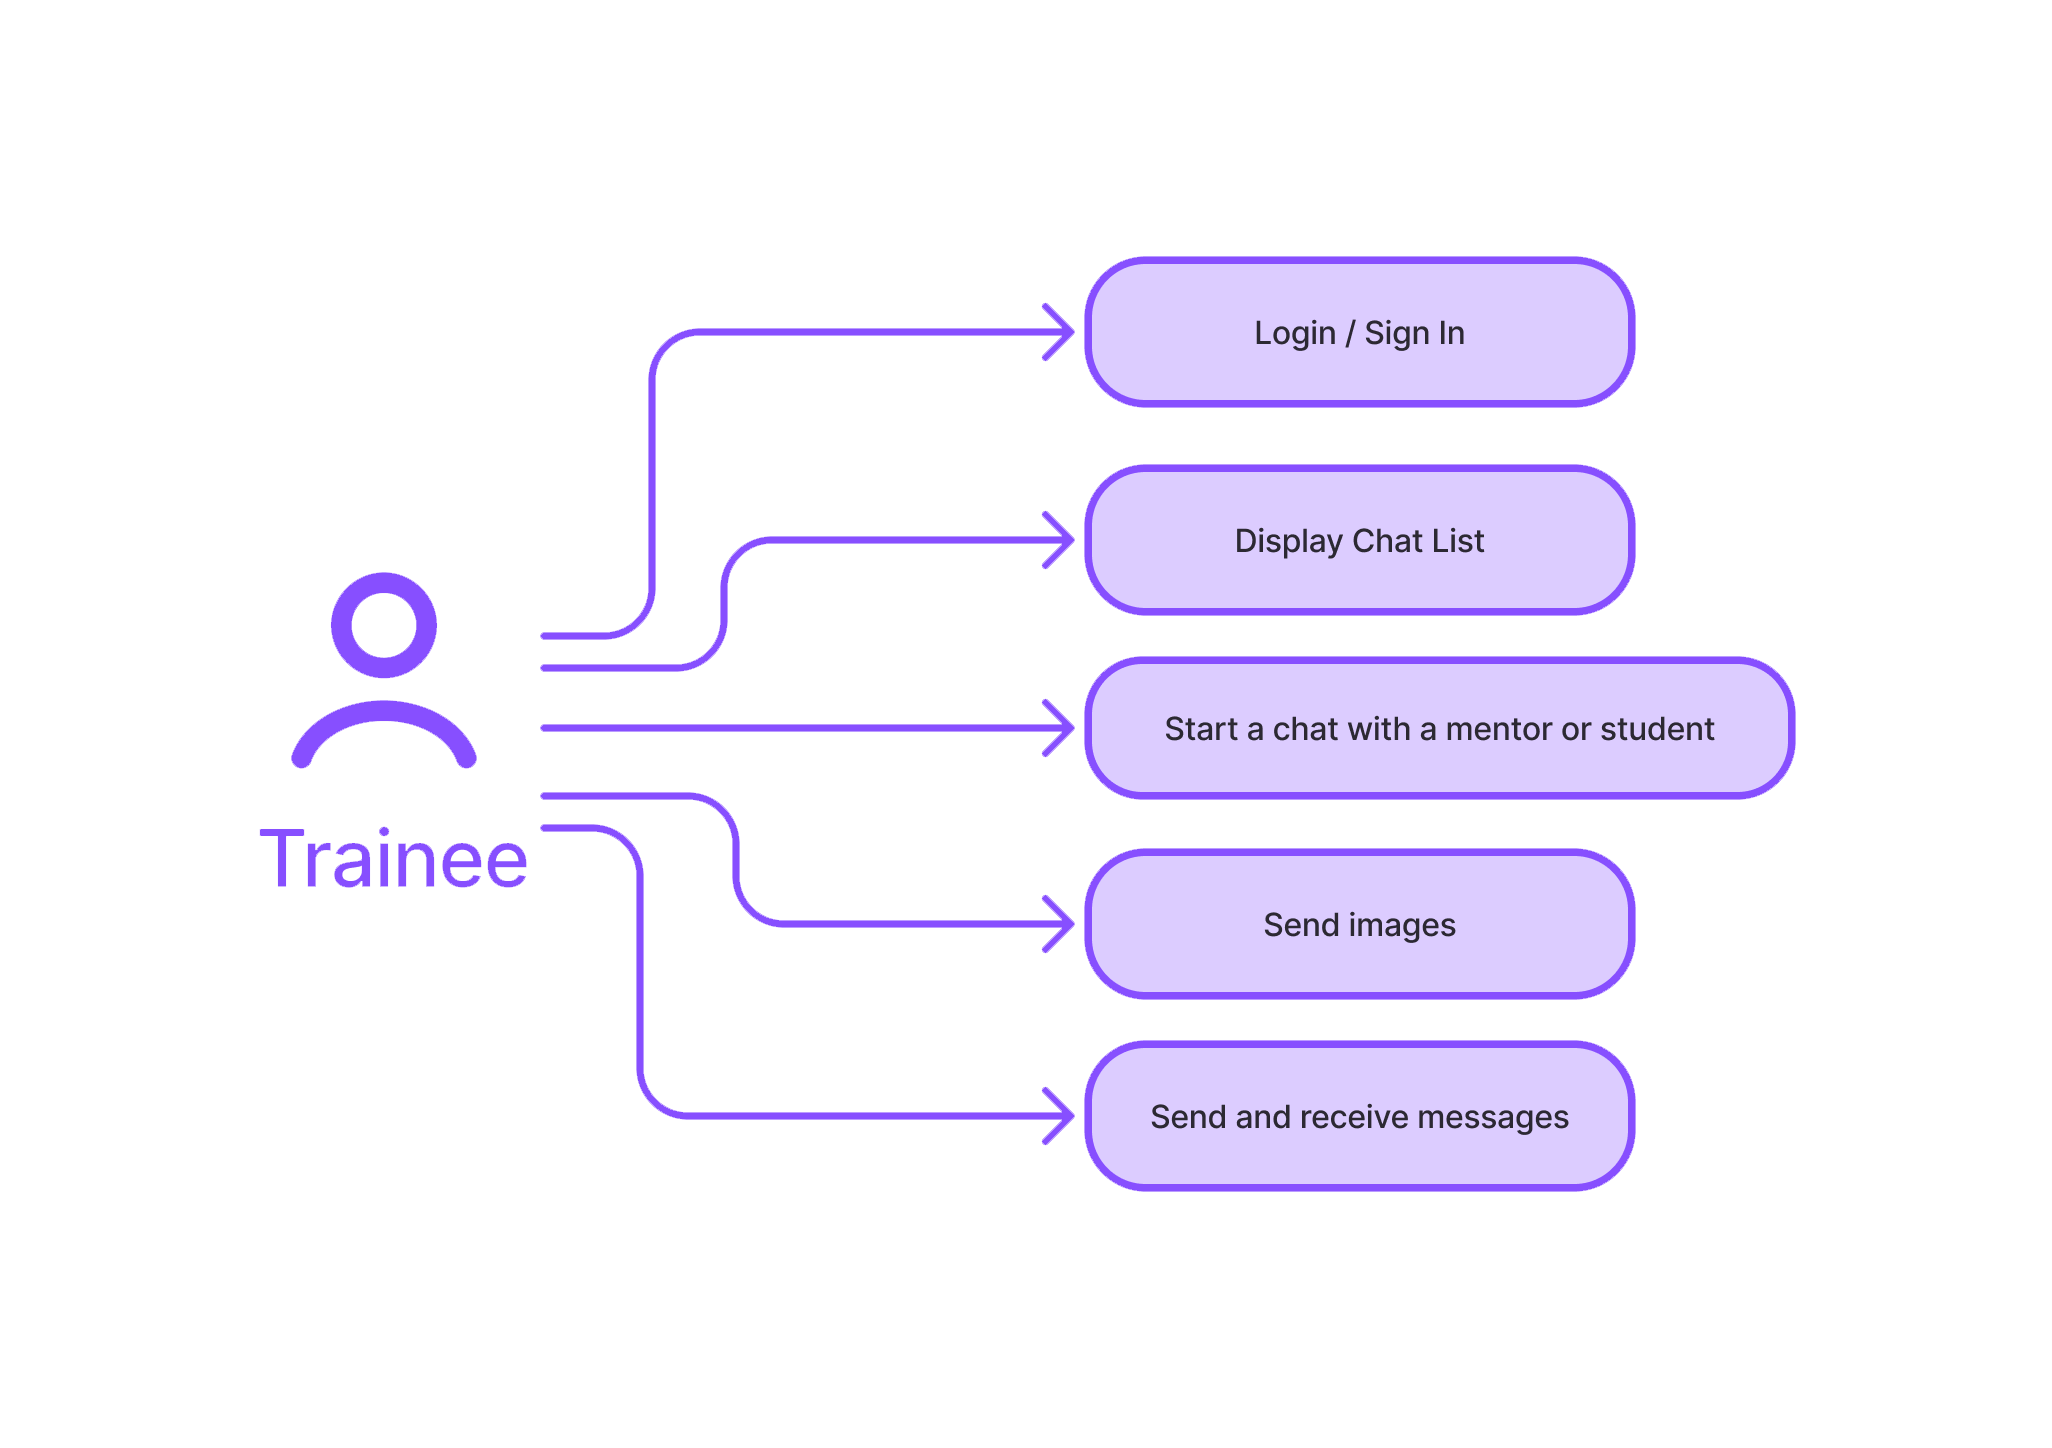 Login / Sign In
Display Chat List
Start a chat with a mentor or student
Trainee
Send images
Send and receive messages